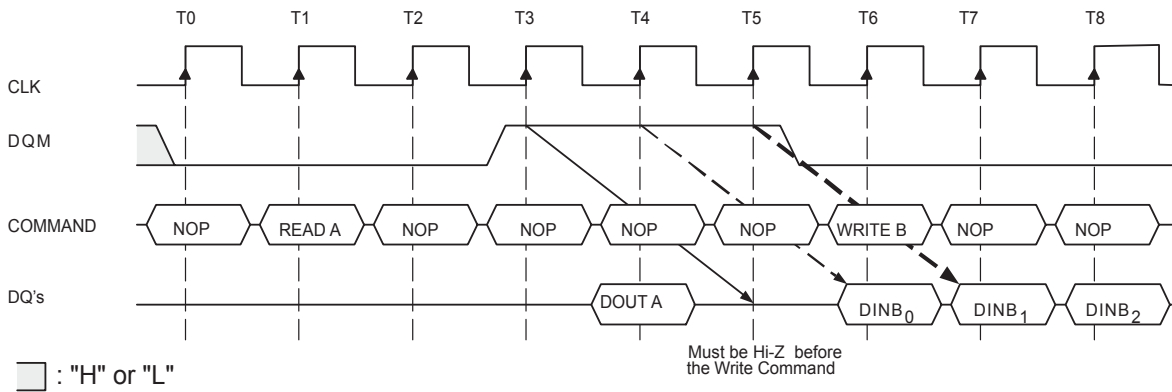 T0 T1 T2 T3 T4 T5 T6 T7 T8
CLK
DQM
COMMAND NOP READ A NOP NOP NOP NOP WRITE B NOP NOP
DQ's DOUT A DINB0 DINB1 DINB2
Must be Hi-Z before
the Write Command
: "H" or "L"